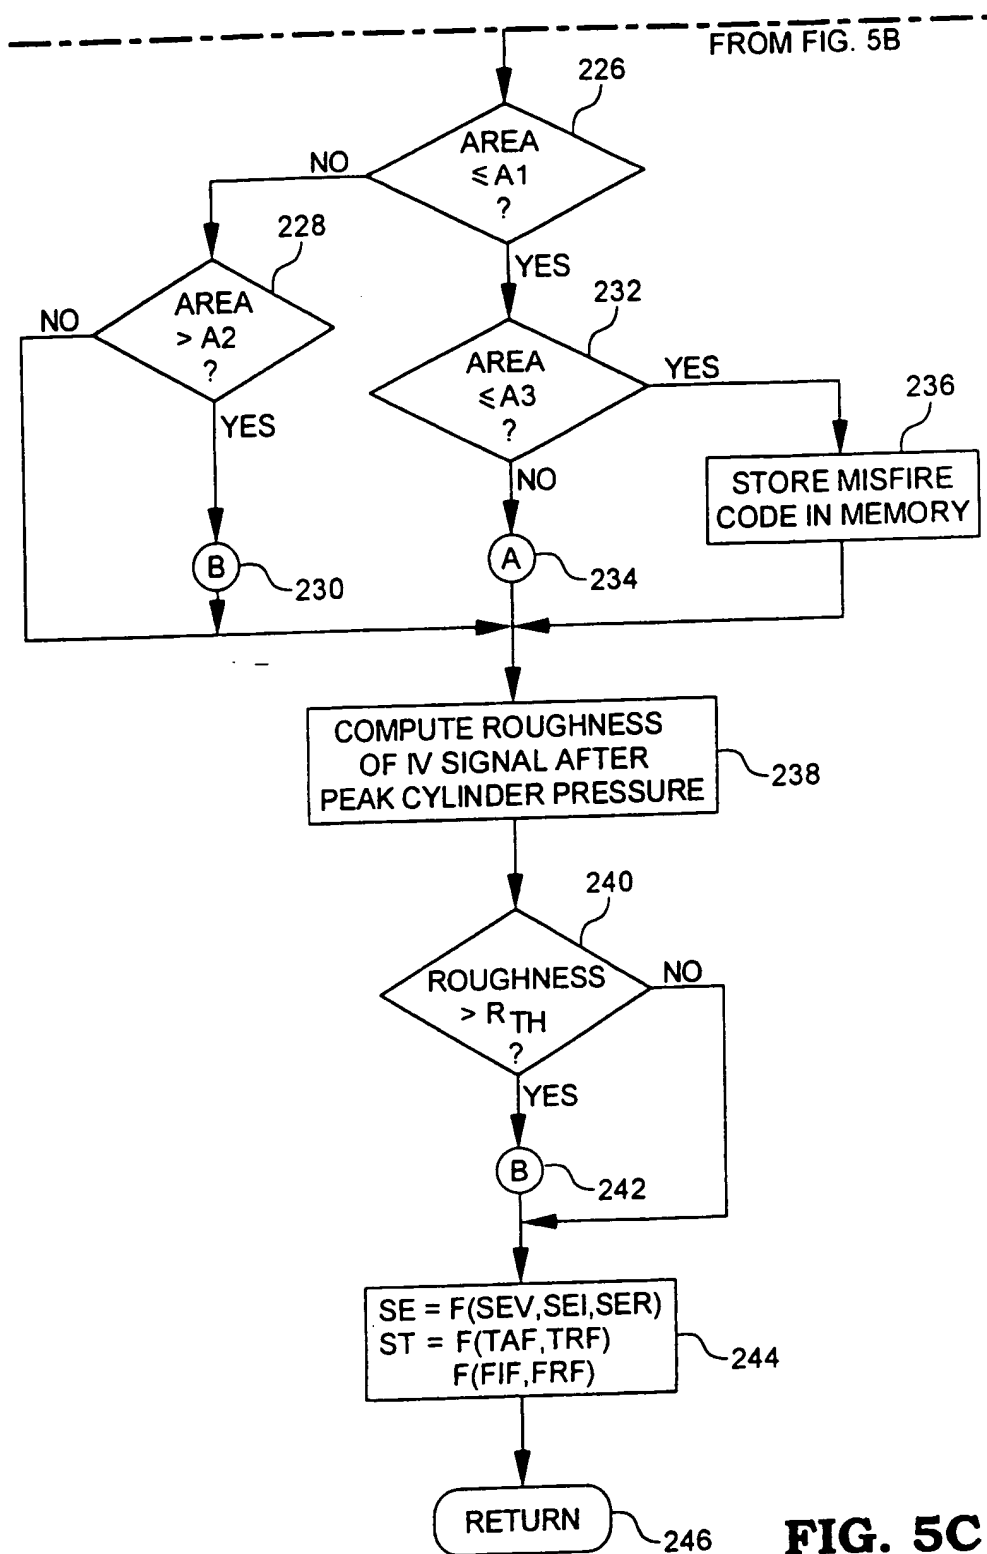 FROM FIG. 5B
226
AREA
≤ A1
?
NO
YES
228
AREA
> A2
?
NO
YES
232
AREA
≤ A3
?
YES
NO
236
STORE MISFIRE
CODE IN MEMORY
B
230
A
234
COMPUTE ROUGHNESS
OF IV SIGNAL AFTER
PEAK CYLINDER PRESSURE
238
240
ROUGHNESS
> RTH
?
NO
YES
B
242
SE = F(SEV,SEI,SER)
ST = F(TAF,TRF)
F(FIF,FRF)
244
RETURN
246
FIG. 5C